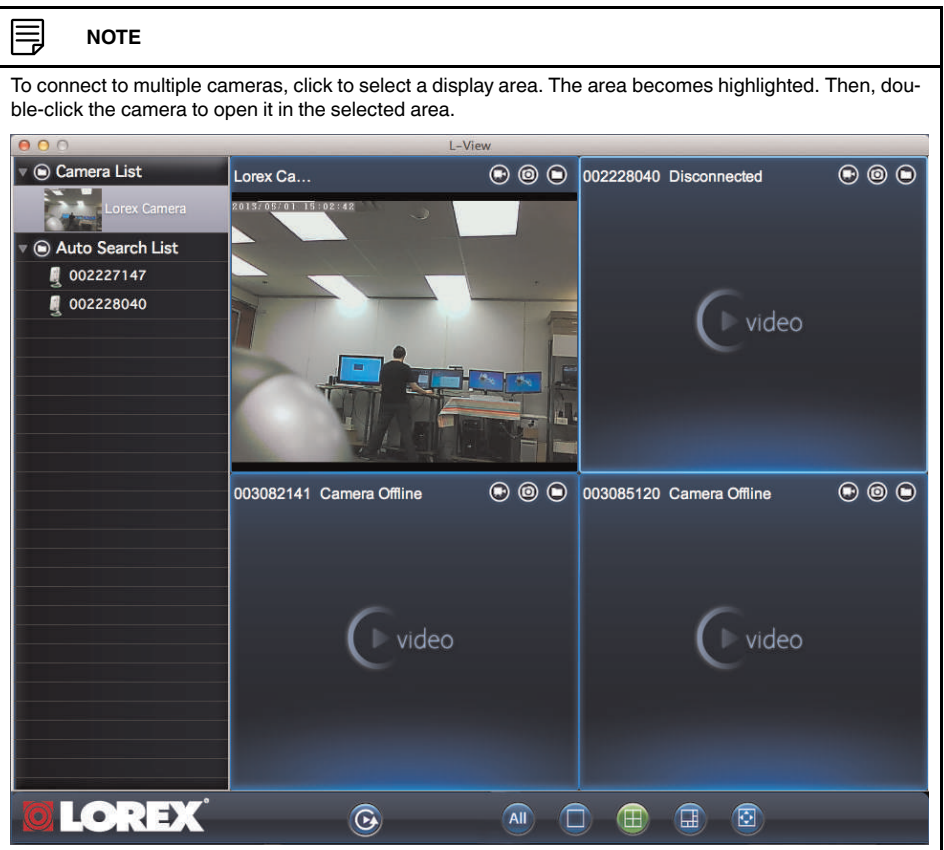 NOTE
To connect to multiple cameras, click to select a display area. The area becomes highlighted. Then, dou-
ble-click the camera to open it in the selected area.
L-View
Camera List
Lorex Camera
Auto Search List
002227147
002228040
Lorex Ca...
2013/05/01 15:02:42
002228040 Disconnected
video
003082141 Camera Offline
video
003085120 Camera Offline
video
LOREX
All